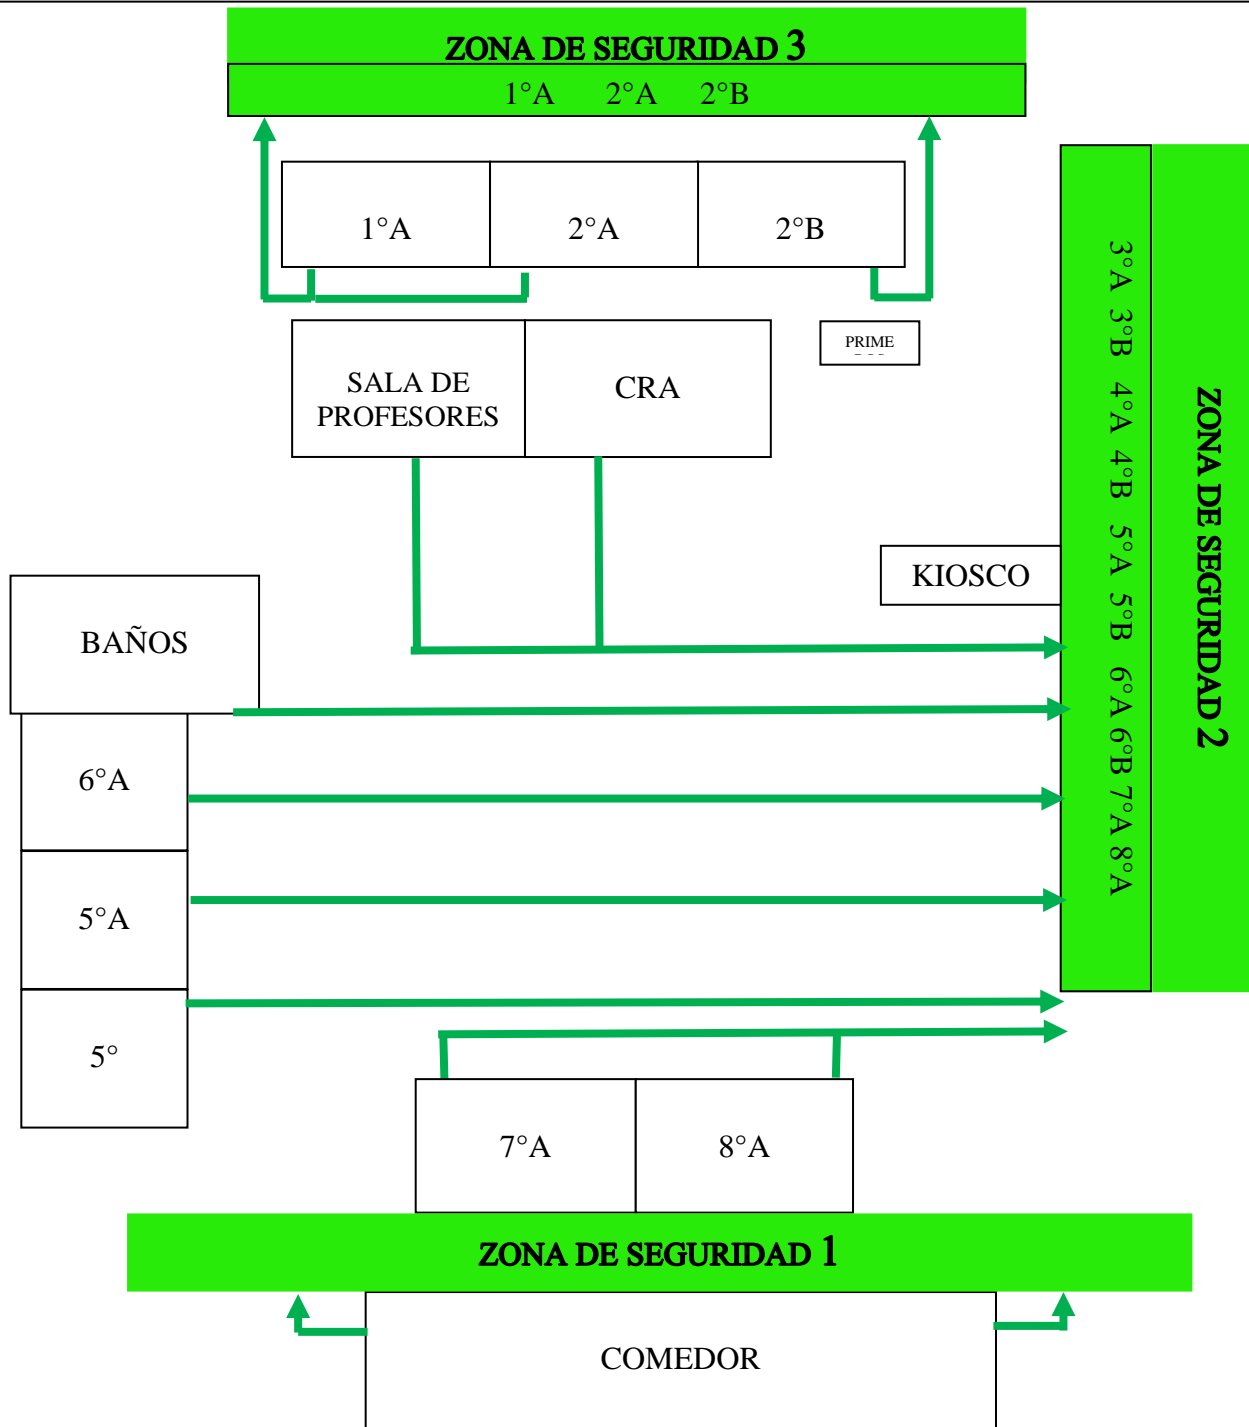 ZONA DE SEGURIDAD 3
1°A 2°A 2°B
1°A 2°A 2°B
PRIME
SALA DE
PROFESORES
CRA
3°A 3°B 4°A 4°B 5°A 5°B 6°A 6°B 7°A 8°A
ZONA DE SEGURIDAD 2
KIOSCO
BAÑOS
6°A
5°A
5°
7°A 8°A
ZONA DE SEGURIDAD 1
COMEDOR